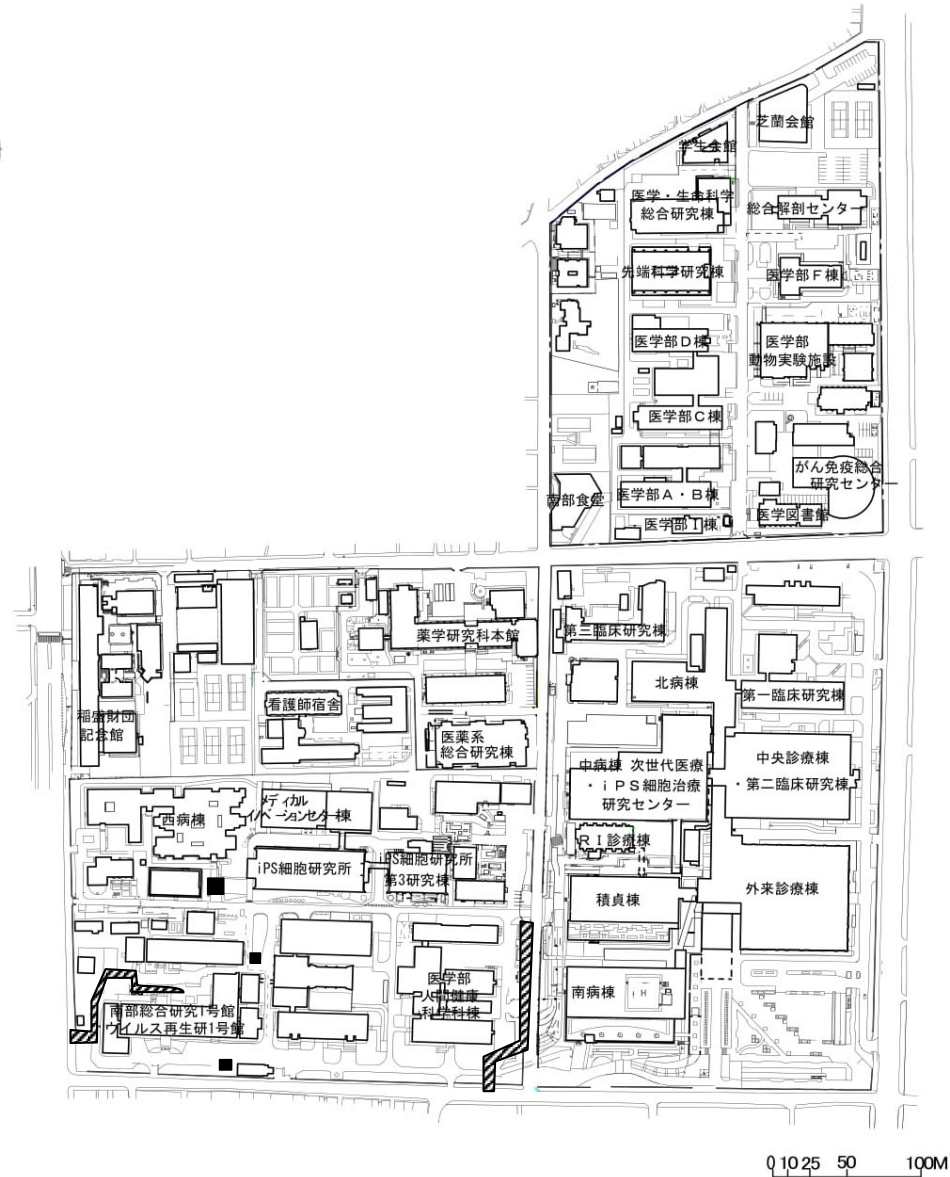 芝蘭会館
学生会館
医学・生命科学
総合研究棟
総合解剖センター
先端科学研究棟
医学部F棟
医学部D棟
医学部
動物実験施設
医学部C棟
がん免疫総合
研究センター
南部食堂
医学部A・B棟
医学図書館
医学部I棟
薬学研究科本館
第三臨床研究棟
北病棟
第一臨床研究棟
看護師宿舎
稲盛財団
記念館
医薬系
総合研究棟
中病棟 次世代医療
・iPS細胞治療
研究センター
中央診療棟
・第二臨床研究棟
西病棟
メディカル
イノベーションセンター棟
RI診療棟
iPS細胞研究所
iPS細胞研究所
第3研究棟
積貞棟
外来診療棟
医学部
人間健康
科学科棟
南病棟
H
南部総合研究1号館
ウイルス再生研1号館
0 10 25 50 100M